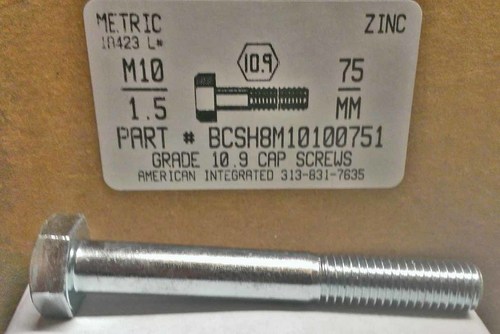 METRIC ZINC
10423 L#
10.9
M10 75
1.5 MM
PART # BCSH8M10100751
GRADE 10.9 CAP SCREWS
AMERICAN INTEGRATED 313-831-7635